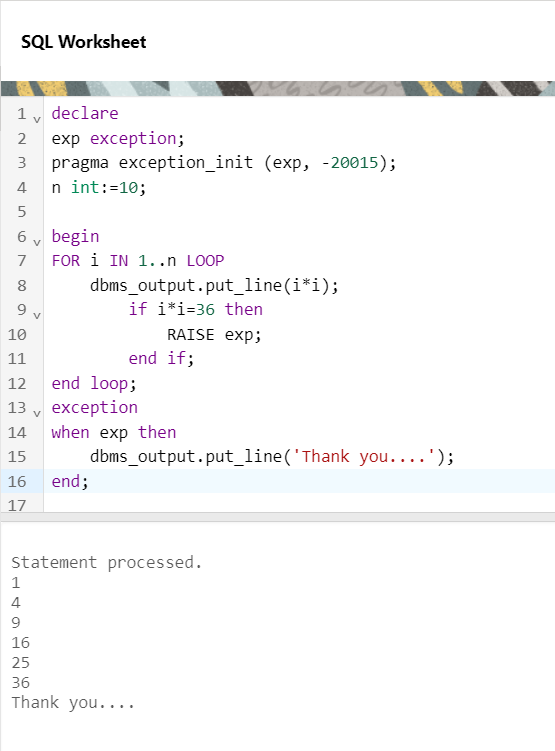 SQL Worksheet
1 declare
2 exp exception;
3 pragma exception_init (exp, -20015);
4 n int:=10;
5
6 begin
7 FOR i IN 1..n LOOP
8     dbms_output.put_line(i*i);
9         if i*i=36 then
10             RAISE exp;
11         end if;
12 end loop;
13 exception
14 when exp then
15     dbms_output.put_line('Thank you....');
16 end;
17
Statement processed.
1
4
9
16
25
36
Thank you....